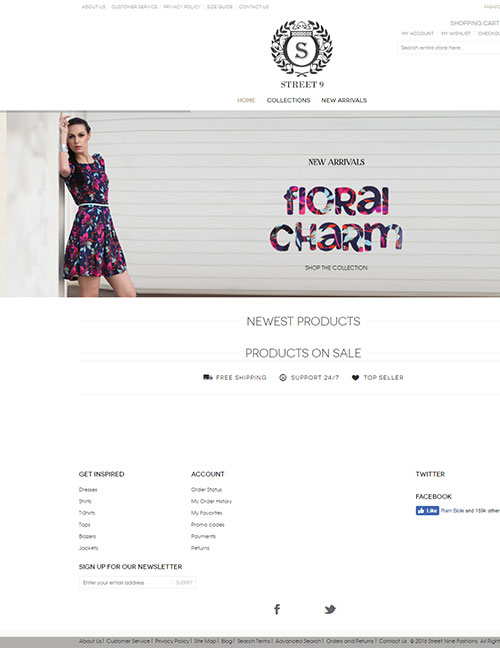 ABOUT US CUSTOMER SERVICE PRIVACY POLICY SIZE GUIDE CONTACT US
SHOPPING CART
MY ACCOUNT MY WISHLIST
Search entire store here...
S
STREET 9
HOME COLLECTIONS NEW ARRIVALS
NEW ARRIVALS
floral
CHARM
SHOP THE COLLECTION
NEWEST PRODUCTS
PRODUCTS ON SALE
FREE SHIPPING SUPPORT 24/7 TOP SELLER
GET INSPIRED
Dresses
Shirts
T-Shirts
Tops
Blazers
Jackets
ACCOUNT
Order Status
My Order History
My Favorites
Promo codes
Payments
Returns
TWITTER
FACEBOOK
Like Ram Bicle and 189k other
SIGN UP FOR OUR NEWSLETTER
Enter your email address SUBMIT
About Us | Customer Service | Privacy Policy | Site Map | Blog | Search Terms | Advanced Search | Orders and Returns | Contact Us © 2016 Street Nine Fashions. All Right